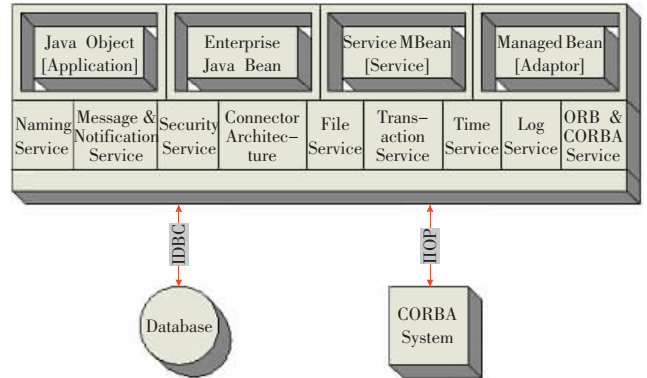 Java Object
[Application]
Enterprise
Java Bean
Service MBean
[Service]
Managed Bean
[Adaptor]
Naming
Service
Message &
Notification
Service
Security
Service
Connector
Architec-
ture
File
Service
Trans-
action
Service
Time
Service
Log
Service
ORB &
CORBA
Service
IDBC
IIOP
Database
CORBA
System